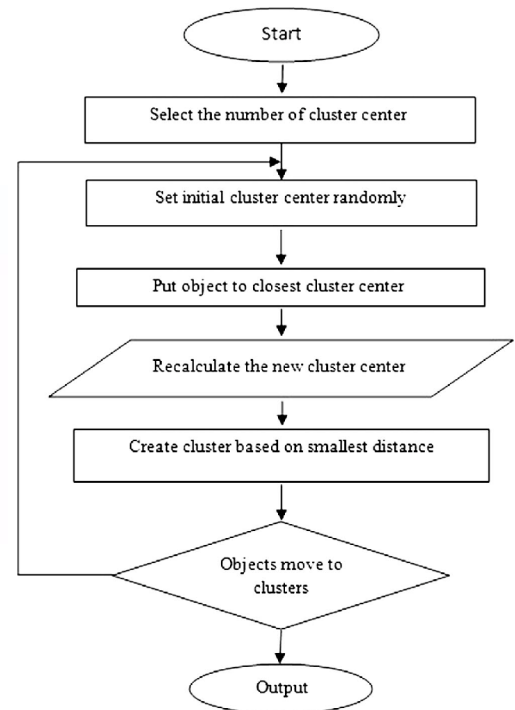 Start
Select the number of cluster center
Set initial cluster center randomly
Put object to closest cluster center
Recalculate the new cluster center
Create cluster based on smallest distance
Objects move to
clusters
Output